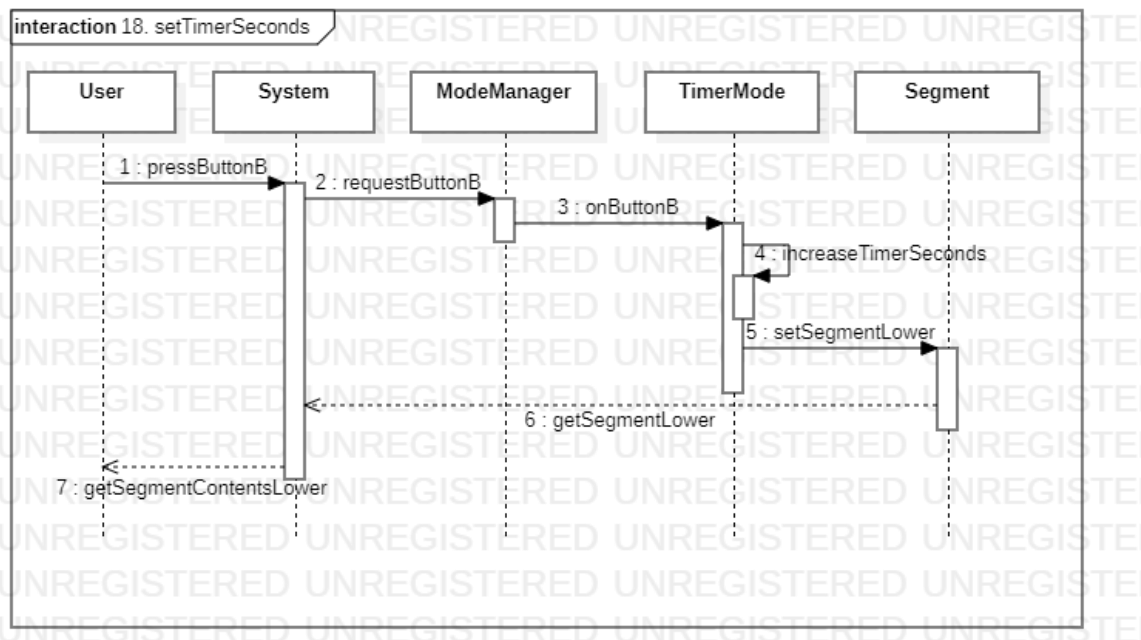 interaction 18. setTimerSeconds
User
System
ModeManager
TimerMode
Segment
1 : pressButtonB
2 : requestButtonB
3 : onButtonB
4 : increaseTimerSeconds
5 : setSegmentLower
6 : getSegmentLower
7 : getSegmentContentsLower
UNREGISTERED UNREGISTERED UNREGISTERED UNREGISTERED